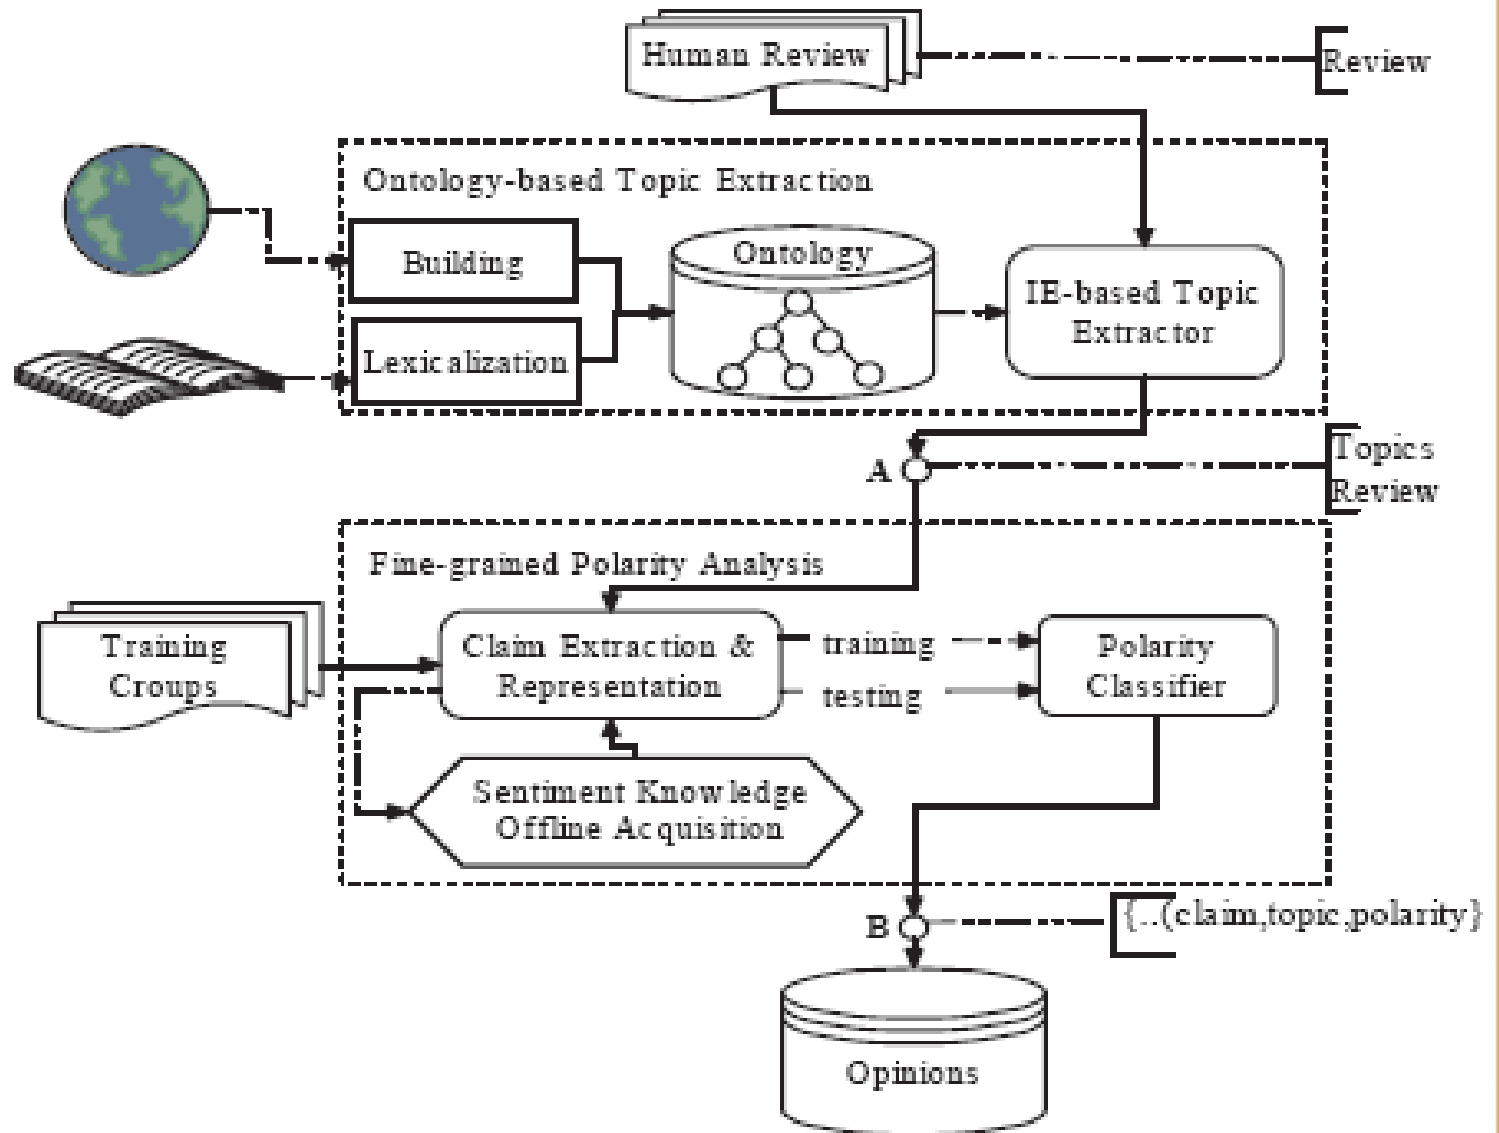 Human Review
Review
Ontology-based Topic Extraction
Building
Ontology
IE-based Topic
Extractor
Lexicalization
A
Topics
Review
Fine-grained Polarity Analysis
Training
Croups
Claim Extraction &
Representation
training
testing
Polarity
Classifier
Sentiment Knowledge
Offline Acquisition
B
{..(claim,topic,polarity}
Opinions